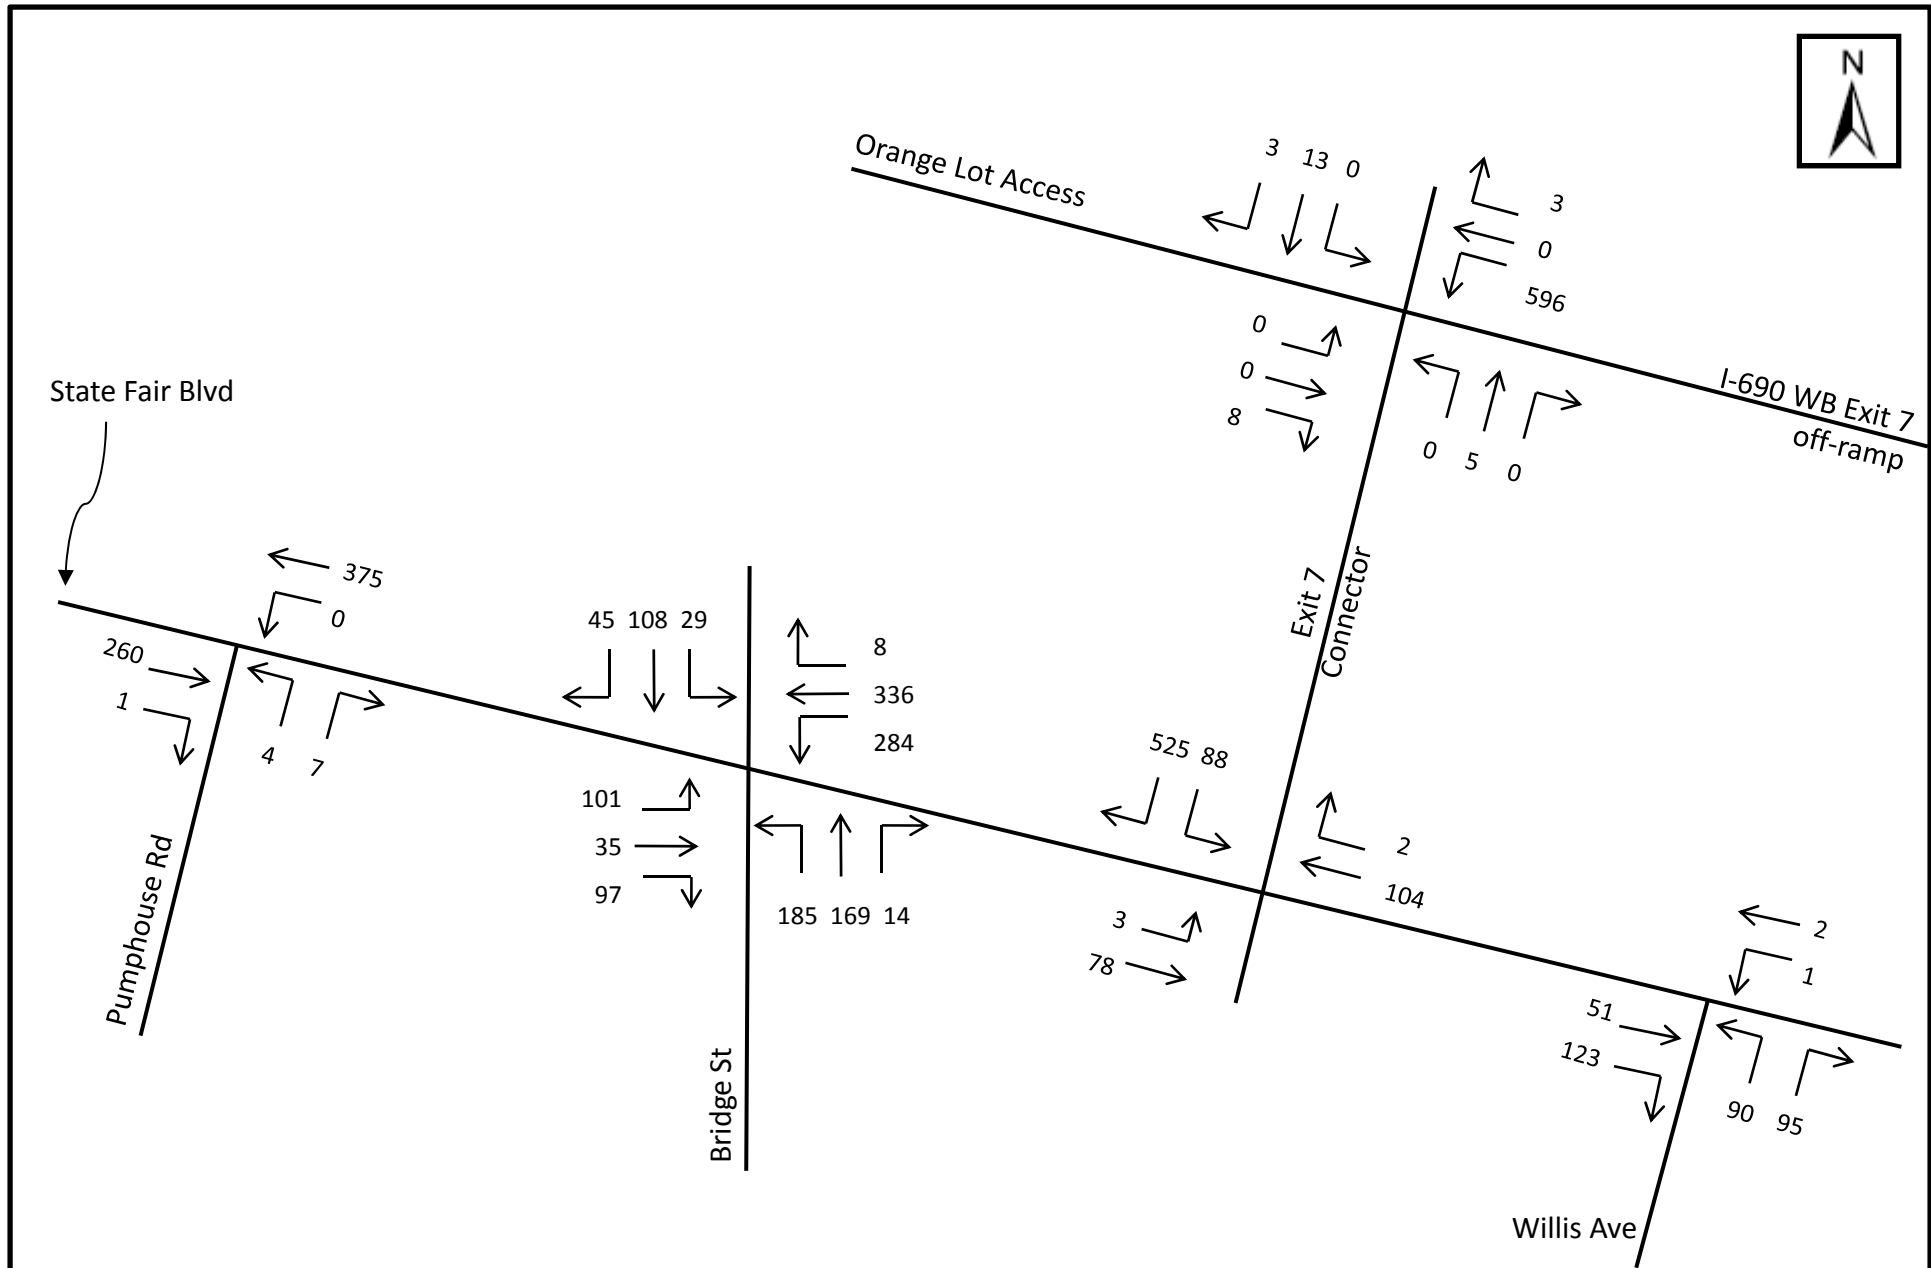 N
Orange Lot Access
3 13 0
3
0
596
0
0
8
0 5 0
I-690 WB Exit 7
off-ramp
State Fair Blvd
375
0
260
1
4 7
Pumphouse Rd
45 108 29
8
336
284
101
35
97
185 169 14
Bridge St
Exit 7
Connector
525 88
2
104
3
78
2
1
51
123
90 95
Willis Ave